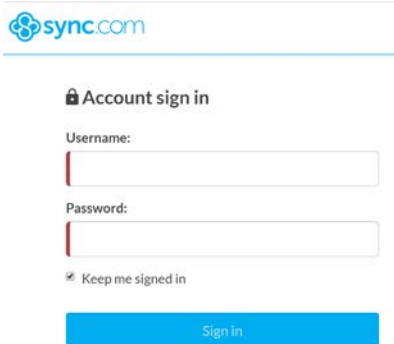 sync.com
Account sign in
Username:
Password:
Keep me signed in
Sign in